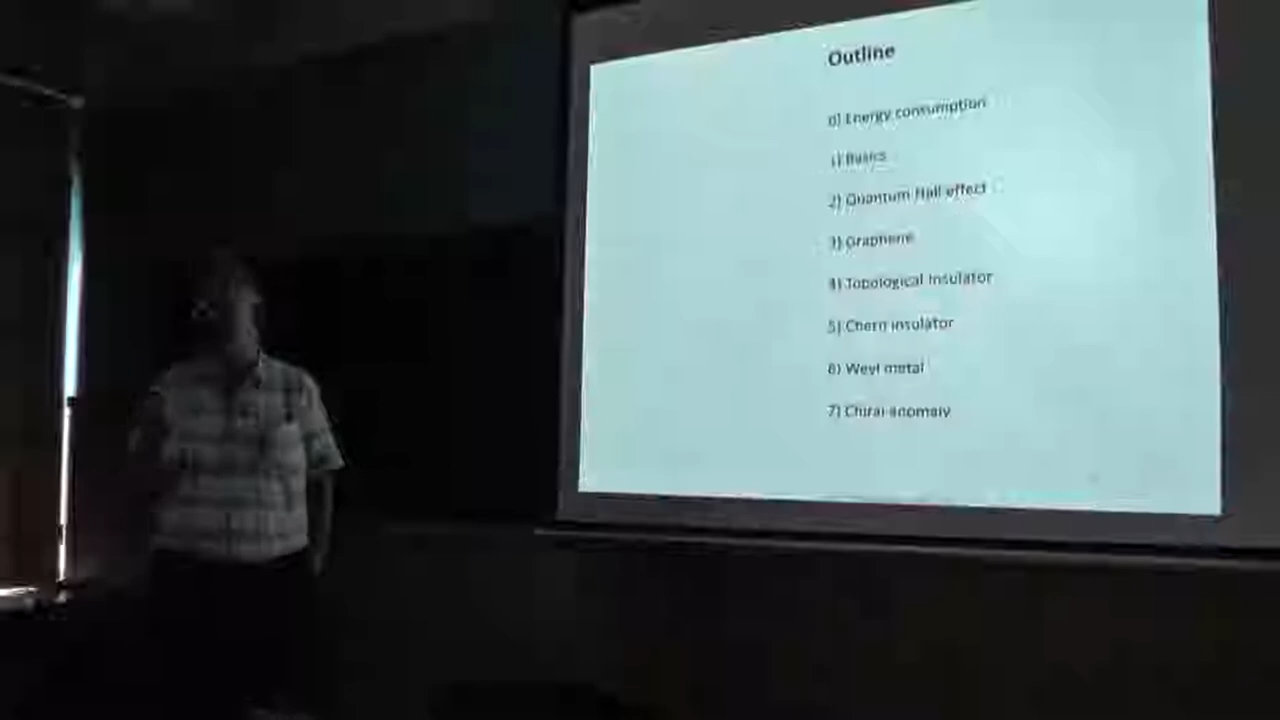 Outline
0) Energy consumption
1) Basics
2) Quantum Hall effect
3) Graphene
4) Topological Insulator
5) Chern insulator
6) Weyl metal
7) Chiral anomaly